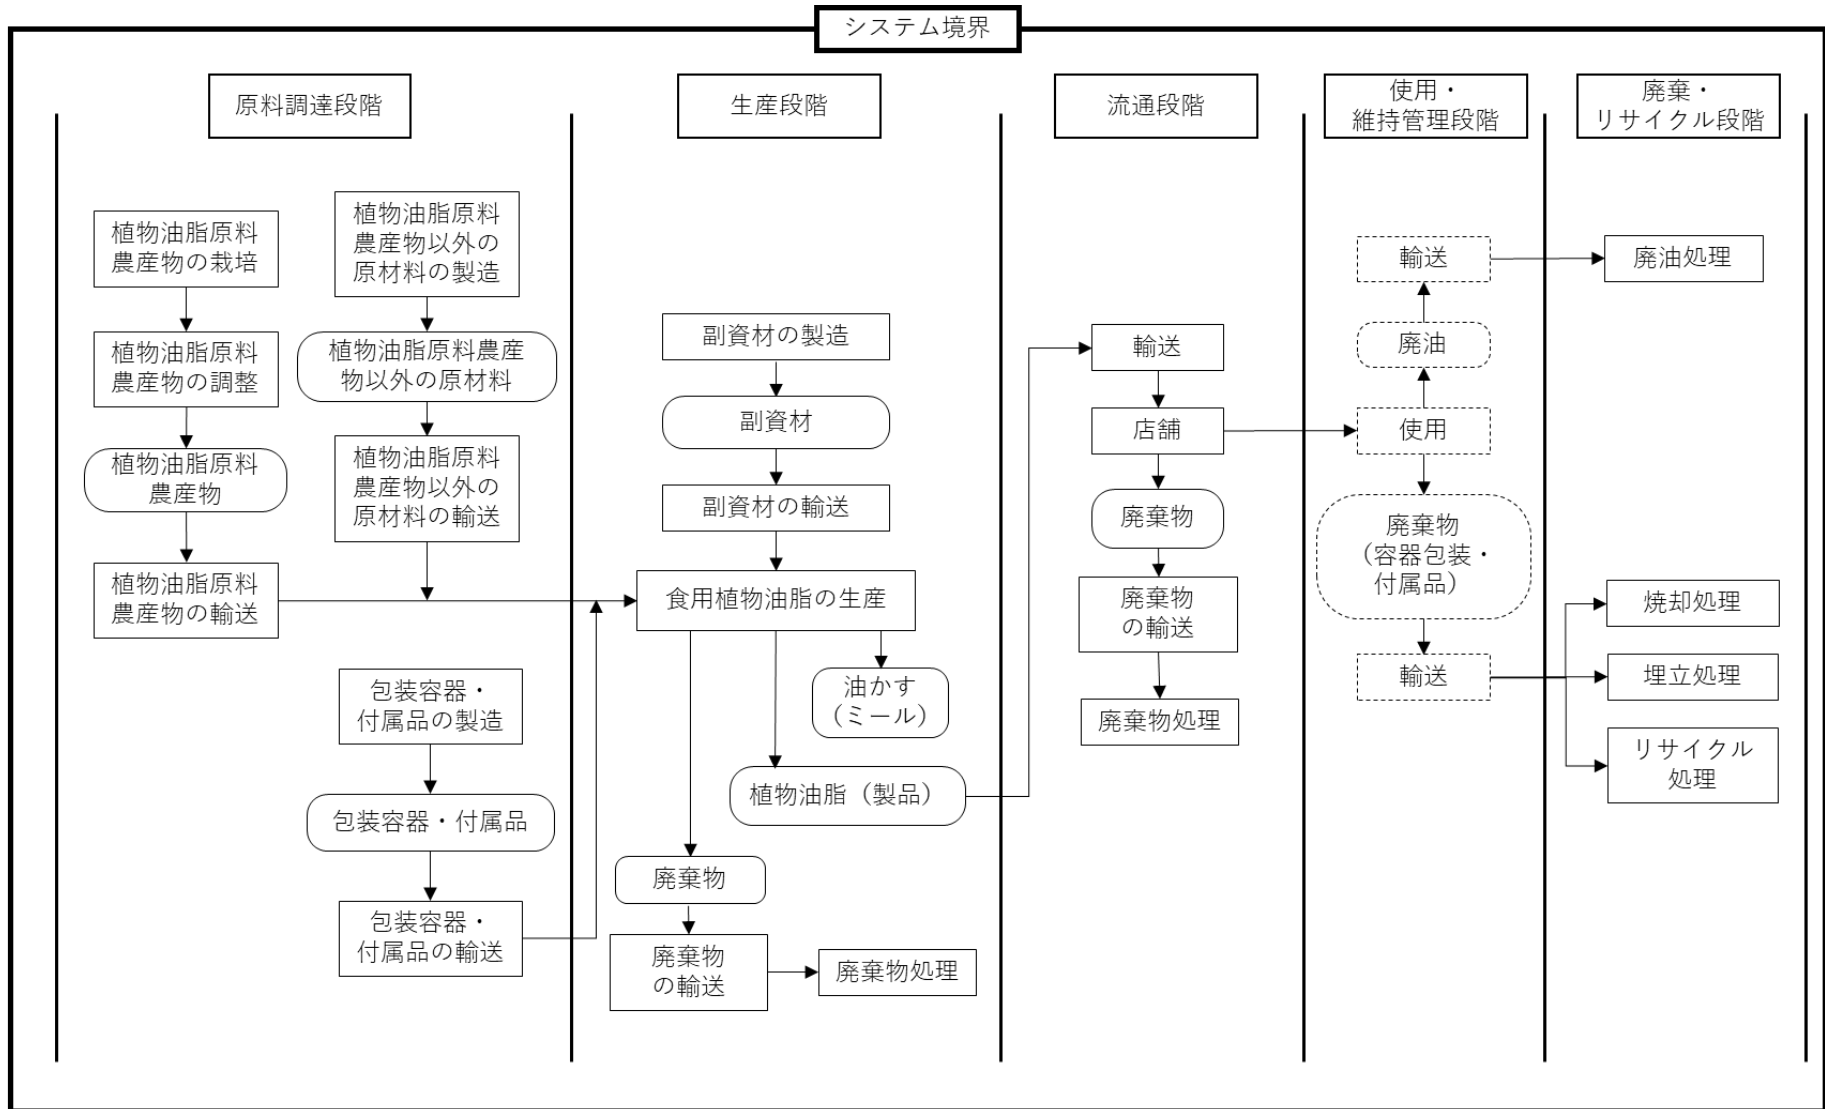 システム境界
原料調達段階
生産段階
流通段階
使用・
維持管理段階
廃棄・
リサイクル段階
植物油脂原料
農産物の栽培
植物油脂原料
農産物の調整
植物油脂原料
農産物
植物油脂原料
農産物の輸送
植物油脂原料
農産物以外の
原材料の製造
植物油脂原料農産
物以外の原材料
植物油脂原料
農産物以外の
原材料の輸送
包装容器・
付属品の製造
包装容器・付属品
包装容器・
付属品の輸送
副資材の製造
副資材
副資材の輸送
食用植物油脂の生産
油かす
（ミール）
植物油脂（製品）
廃棄物
廃棄物
の輸送
廃棄物処理
輸送
店舗
廃棄物
廃棄物
の輸送
廃棄物処理
輸送
廃油
使用
廃棄物
（容器包装・
付属品）
輸送
廃油処理
焼却処理
埋立処理
リサイクル
処理